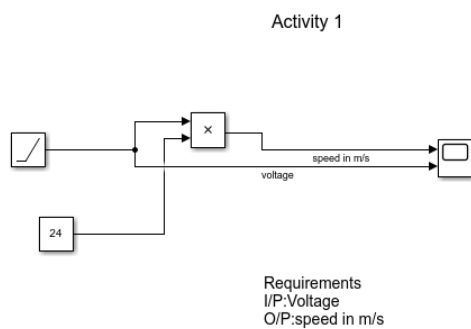 Activity 1
×
speed in m/s
voltage
24
Requirements
I/P:Voltage
O/P:speed in m/s